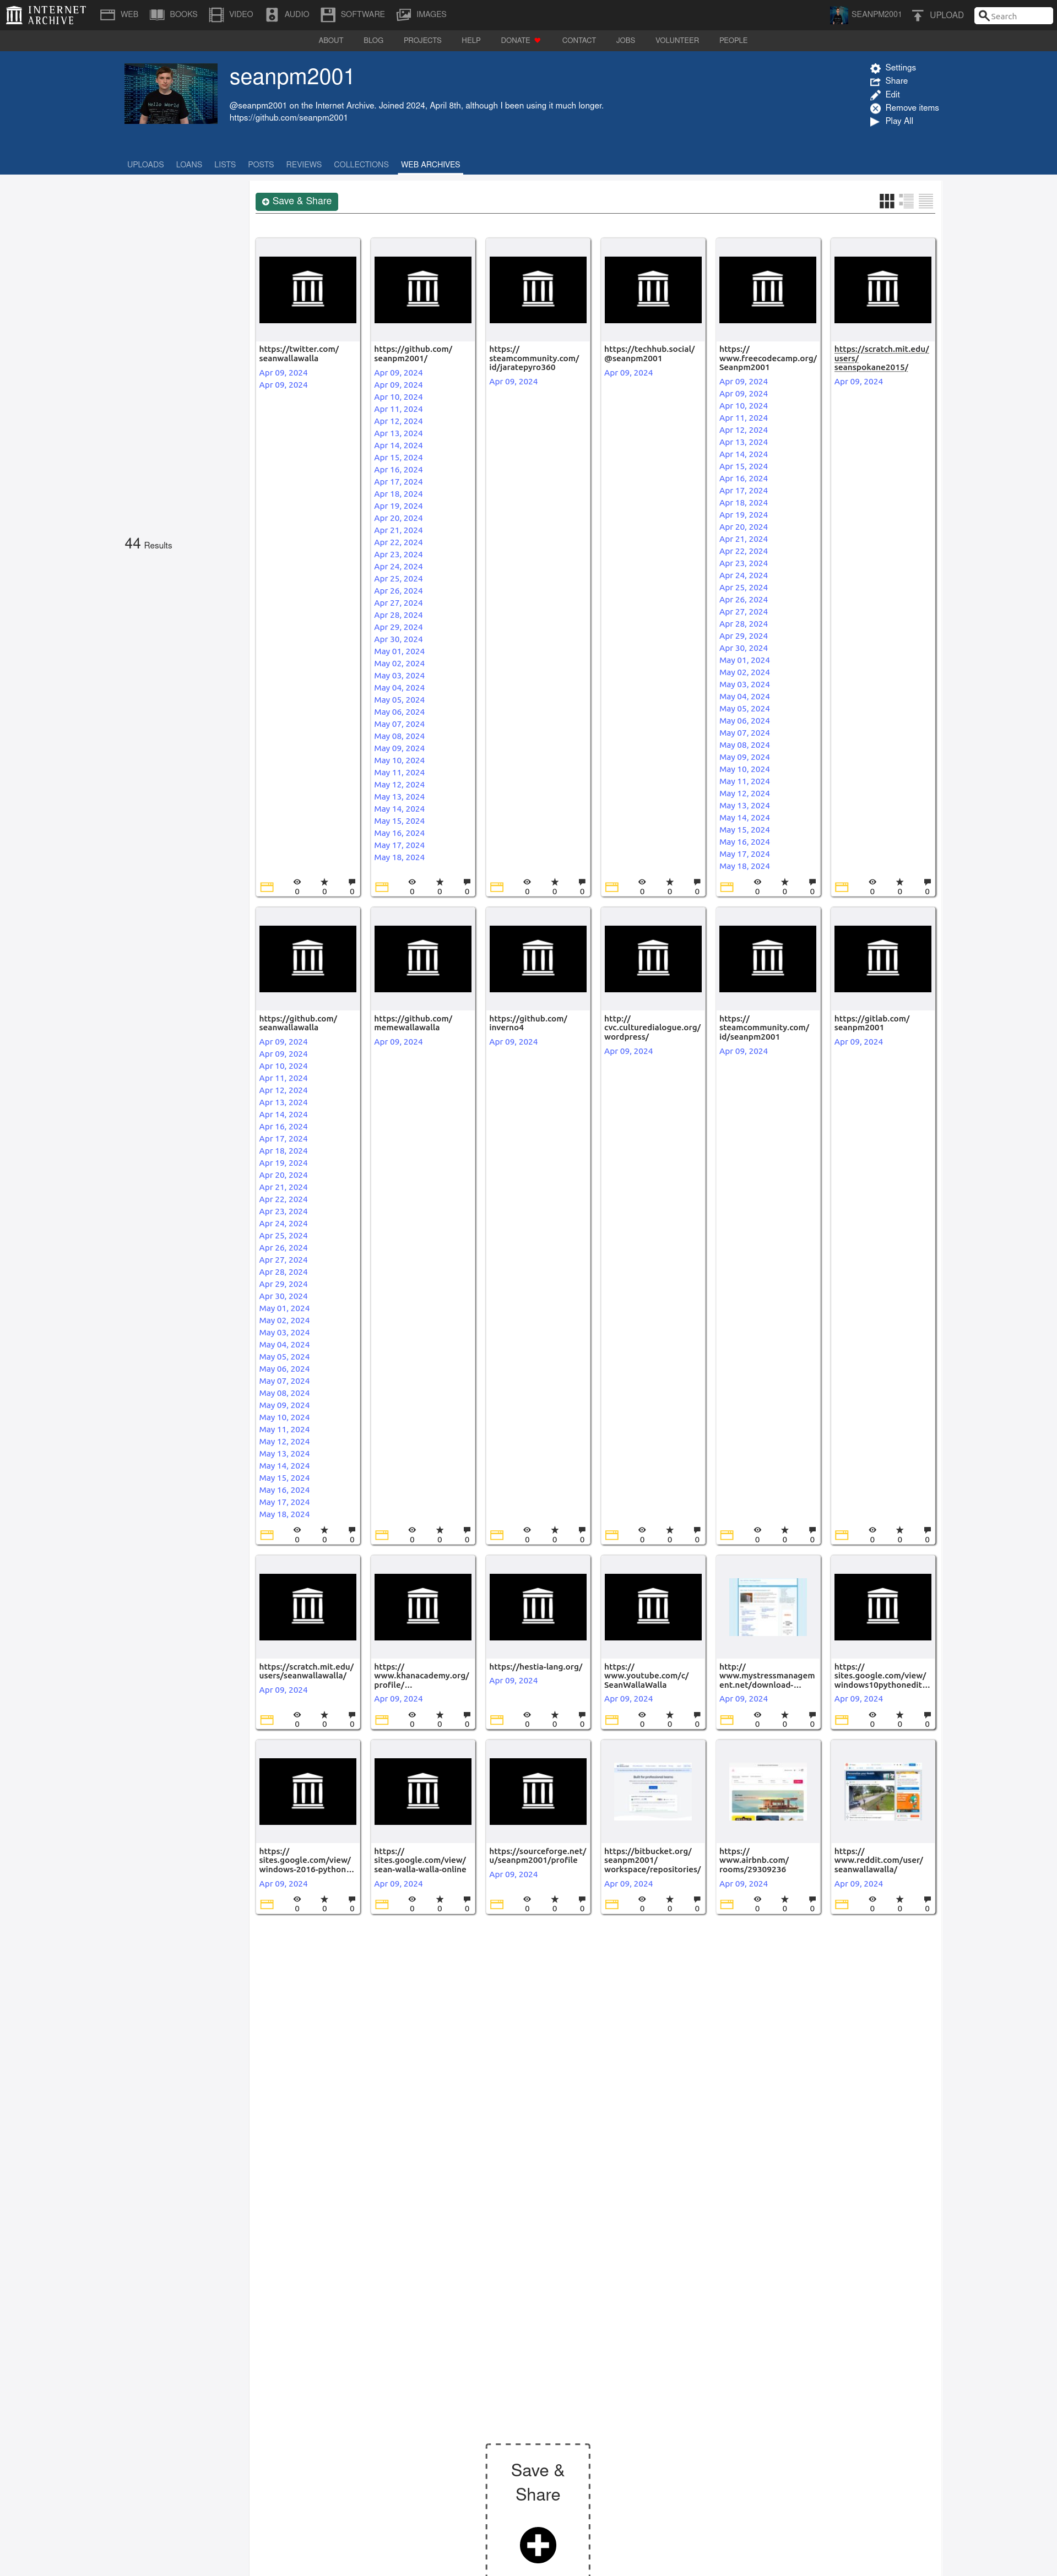 INTERNET ARCHIVE
WEB
BOOKS
VIDEO
AUDIO
SOFTWARE
IMAGES
SEANPM2001
UPLOAD
Search
ABOUT
BLOG
PROJECTS
HELP
DONATE
CONTACT
JOBS
VOLUNTEER
PEOPLE
Hello World
seanpm2001
@seanpm2001 on the Internet Archive. Joined 2024, April 8th, although I been using it much longer.
https://github.com/seanpm2001
Settings
Share
Edit
Remove items
Play All
UPLOADS
LOANS
LISTS
POSTS
REVIEWS
COLLECTIONS
WEB ARCHIVES
Save & Share
44 Results
https://twitter.com/
seanwallawalla
Apr 09, 2024
Apr 09, 2024
0 0 0
https://github.com/
seanpm2001/
Apr 09, 2024
Apr 09, 2024
Apr 10, 2024
Apr 11, 2024
Apr 12, 2024
Apr 13, 2024
Apr 14, 2024
Apr 15, 2024
Apr 16, 2024
Apr 17, 2024
Apr 18, 2024
Apr 19, 2024
Apr 20, 2024
Apr 21, 2024
Apr 22, 2024
Apr 23, 2024
Apr 24, 2024
Apr 25, 2024
Apr 26, 2024
Apr 27, 2024
Apr 28, 2024
Apr 29, 2024
Apr 30, 2024
May 01, 2024
May 02, 2024
May 03, 2024
May 04, 2024
May 05, 2024
May 06, 2024
May 07, 2024
May 08, 2024
May 09, 2024
May 10, 2024
May 11, 2024
May 12, 2024
May 13, 2024
May 14, 2024
May 15, 2024
May 16, 2024
May 17, 2024
May 18, 2024
0 0 0
https://
steamcommunity.com/
id/jaratepyro360
Apr 09, 2024
0 0 0
https://techhub.social/
@seanpm2001
Apr 09, 2024
0 0 0
https://
www.freecodecamp.org/
Seanpm2001
Apr 09, 2024
Apr 09, 2024
Apr 10, 2024
Apr 11, 2024
Apr 12, 2024
Apr 13, 2024
Apr 14, 2024
Apr 15, 2024
Apr 16, 2024
Apr 17, 2024
Apr 18, 2024
Apr 19, 2024
Apr 20, 2024
Apr 21, 2024
Apr 22, 2024
Apr 23, 2024
Apr 24, 2024
Apr 25, 2024
Apr 26, 2024
Apr 27, 2024
Apr 28, 2024
Apr 29, 2024
Apr 30, 2024
May 01, 2024
May 02, 2024
May 03, 2024
May 04, 2024
May 05, 2024
May 06, 2024
May 07, 2024
May 08, 2024
May 09, 2024
May 10, 2024
May 11, 2024
May 12, 2024
May 13, 2024
May 14, 2024
May 15, 2024
May 16, 2024
May 17, 2024
May 18, 2024
0 0 0
https://scratch.mit.edu/
users/
seanspokane2015/
Apr 09, 2024
0 0 0
https://github.com/
seanwallawalla
Apr 09, 2024
Apr 09, 2024
Apr 10, 2024
Apr 11, 2024
Apr 12, 2024
Apr 13, 2024
Apr 14, 2024
Apr 16, 2024
Apr 17, 2024
Apr 18, 2024
Apr 19, 2024
Apr 20, 2024
Apr 21, 2024
Apr 22, 2024
Apr 23, 2024
Apr 24, 2024
Apr 25, 2024
Apr 26, 2024
Apr 27, 2024
Apr 28, 2024
Apr 29, 2024
Apr 30, 2024
May 01, 2024
May 02, 2024
May 03, 2024
May 04, 2024
May 05, 2024
May 06, 2024
May 07, 2024
May 08, 2024
May 09, 2024
May 10, 2024
May 11, 2024
May 12, 2024
May 13, 2024
May 14, 2024
May 15, 2024
May 16, 2024
May 17, 2024
May 18, 2024
0 0 0
https://github.com/
memewallawalla
Apr 09, 2024
0 0 0
https://github.com/
inverno4
Apr 09, 2024
0 0 0
http://
cvc.culturedialogue.org/
wordpress/
Apr 09, 2024
0 0 0
https://
steamcommunity.com/
id/seanpm2001
Apr 09, 2024
0 0 0
https://gitlab.com/
seanpm2001
Apr 09, 2024
0 0 0
https://scratch.mit.edu/
users/seanwallawalla/
Apr 09, 2024
0 0 0
https://
www.khanacademy.org/
profile/...
Apr 09, 2024
0 0 0
https://hestia-lang.org/
Apr 09, 2024
0 0 0
https://
www.youtube.com/c/
SeanWallaWalla
Apr 09, 2024
0 0 0
http://
www.mystressmanagem
ent.net/download-...
Apr 09, 2024
0 0 0
https://
sites.google.com/view/
windows10pythonedit...
Apr 09, 2024
0 0 0
https://
sites.google.com/view/
windows-2016-python...
Apr 09, 2024
0 0 0
https://
sites.google.com/view/
sean-walla-walla-online
Apr 09, 2024
0 0 0
https://sourceforge.net/
u/seanpm2001/profile
Apr 09, 2024
0 0 0
https://bitbucket.org/
seanpm2001/
workspace/repositories/
Apr 09, 2024
0 0 0
https://
www.airbnb.com/
rooms/29309236
Apr 09, 2024
0 0 0
https://
www.reddit.com/user/
seanwallawalla/
Apr 09, 2024
0 0 0
Save &
Share